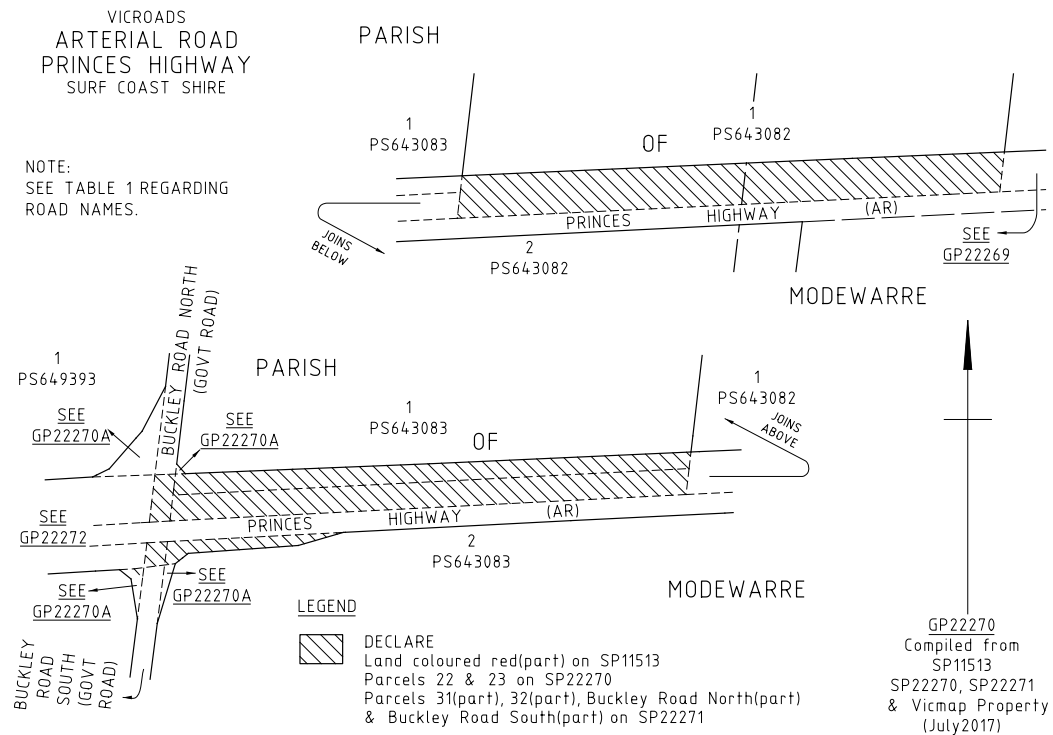 VICROADS
ARTERIAL ROAD
PRINCES HIGHWAY
SURF COAST SHIRE
NOTE:
SEE TABLE 1 REGARDING
ROAD NAMES.
PARISH
OF
MODEWARRE
1
PS643083
1
PS643082
PRINCES HIGHWAY (AR)
2
PS643082
JOINS
BELOW
SEE
GP22269
1
PS649393
BUCKLEY ROAD NORTH
(GOVT ROAD)
PARISH
OF
MODEWARRE
SEE
GP22270A
SEE
GP22270A
1
PS643083
1
PS643082
JOINS
ABOVE
SEE
GP22272
PRINCES HIGHWAY (AR)
2
PS643083
SEE
GP22270A
SEE
GP22270A
BUCKLEY
ROAD
SOUTH
(GOVT
ROAD)
LEGEND
DECLARE
Land coloured red(part) on SP11513
Parcels 22 & 23 on SP22270
Parcels 31(part), 32(part), Buckley Road North(part)
& Buckley Road South(part) on SP22271
GP22270
Compiled from
SP11513
SP22270, SP22271
& Vicmap Property
(July2017)